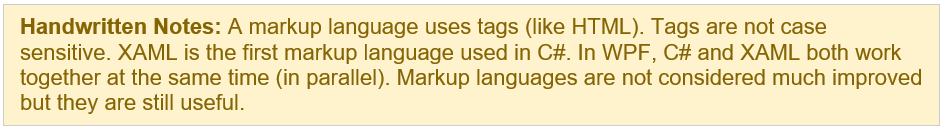 Handwritten Notes: A markup language uses tags (like HTML). Tags are not case
sensitive. XAML is the first markup language used in C#. In WPF, C# and XAML both work
together at the same time (in parallel). Markup languages are not considered much improved
but they are still useful.